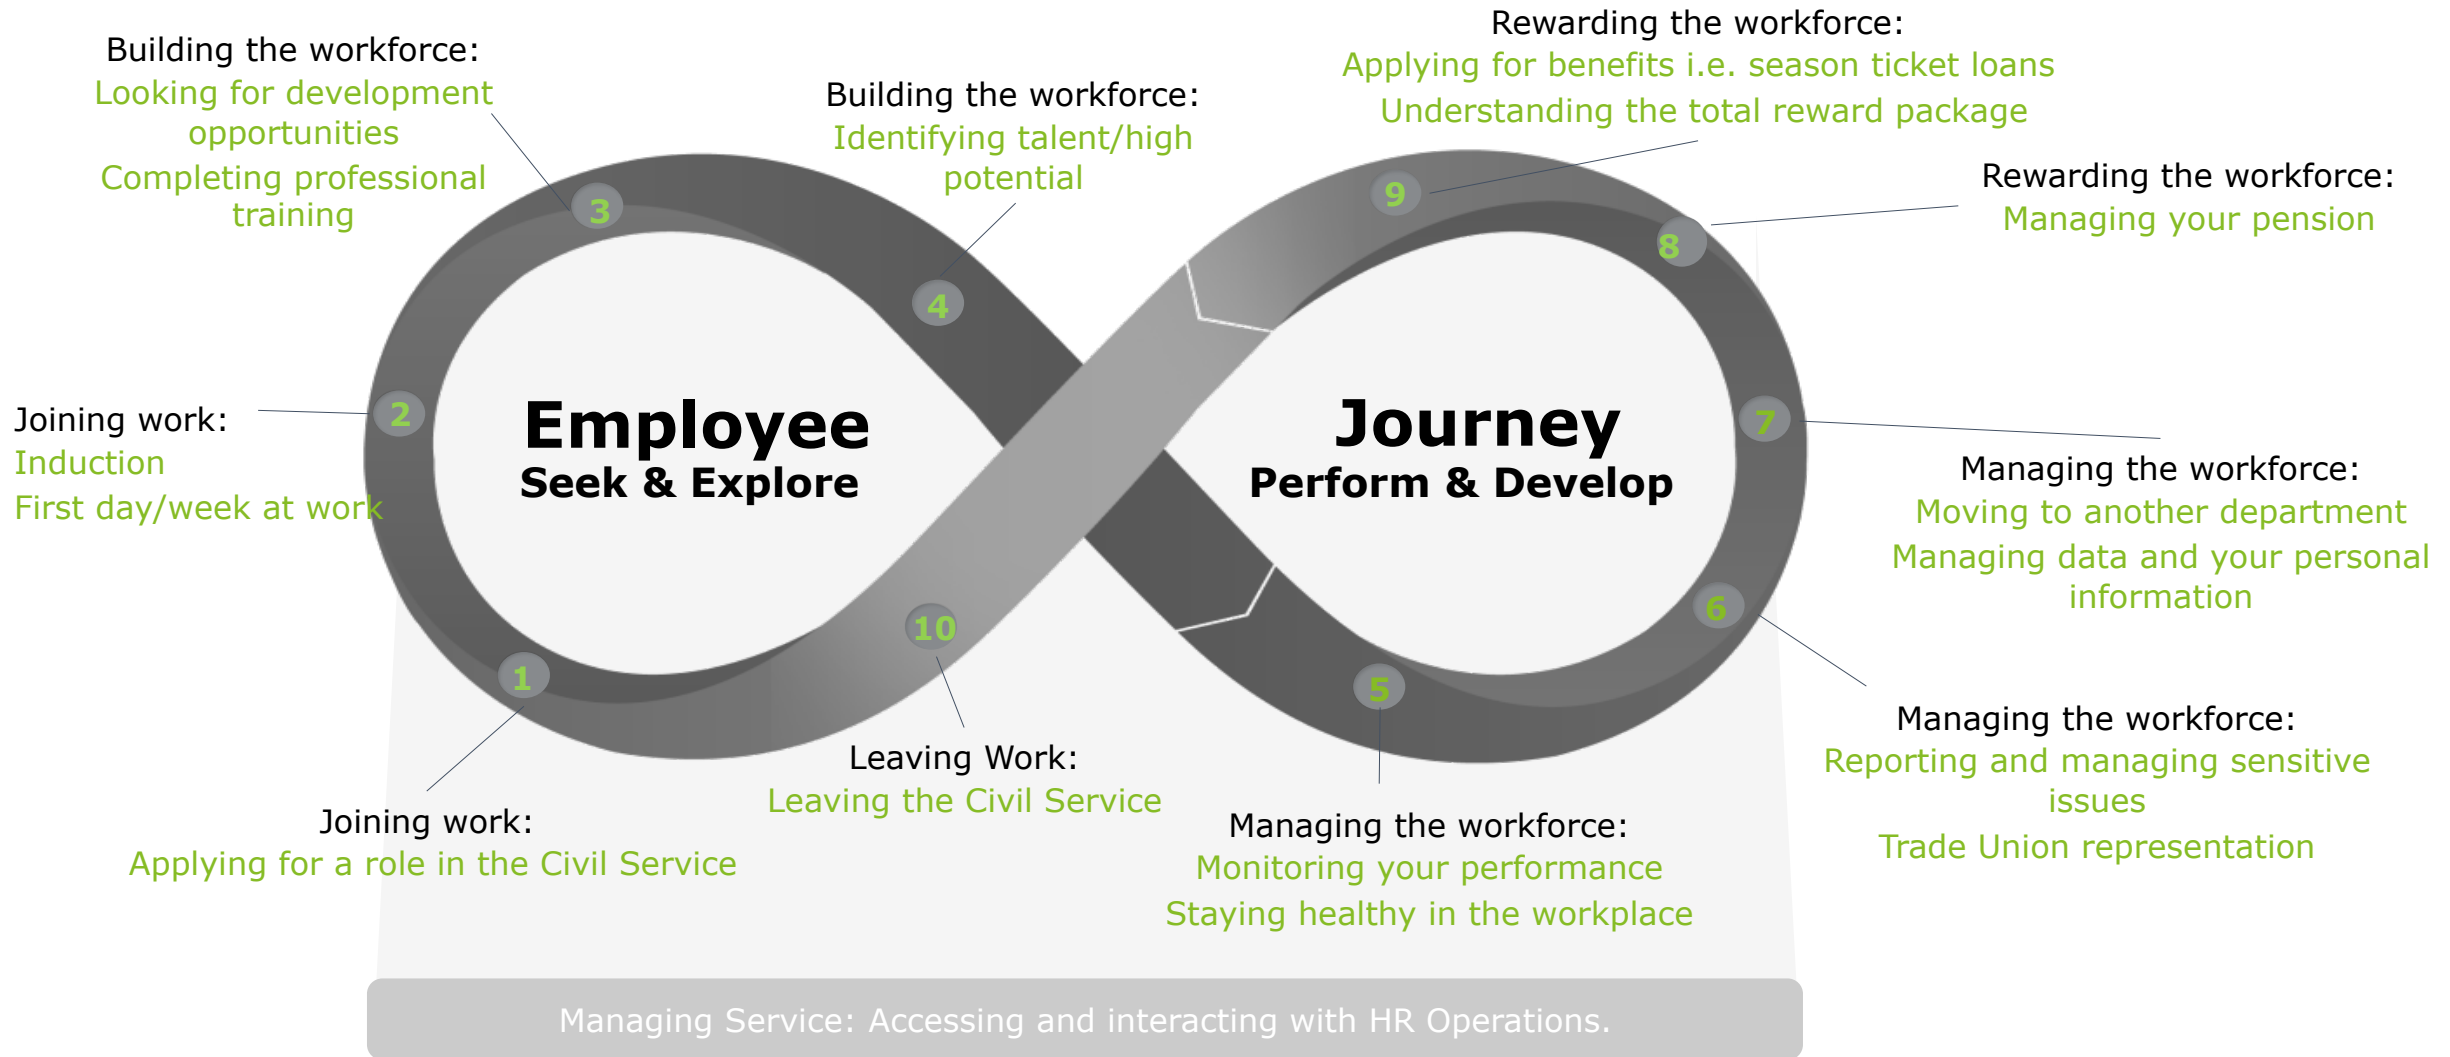 Rewarding the workforce:
Applying for benefits i.e. season ticket loans
Understanding the total reward package
Building the workforce:
Looking for development
opportunities
Completing professional
training
Building the workforce:
Identifying talent/high
potential
Rewarding the workforce:
Managing your pension
3
9
8
4
2
7
Joining work:
Induction
First day/week at work
Employee
Seek & Explore
Journey
Perform & Develop
Managing the workforce:
Moving to another department
Managing data and your personal
information
6
10
1
5
Managing the workforce:
Reporting and managing sensitive
issues
Trade Union representation
Leaving Work:
Leaving the Civil Service
Joining work:
Applying for a role in the Civil Service
Managing the workforce:
Monitoring your performance
Staying healthy in the workplace
Managing Service: Accessing and interacting with HR Operations.